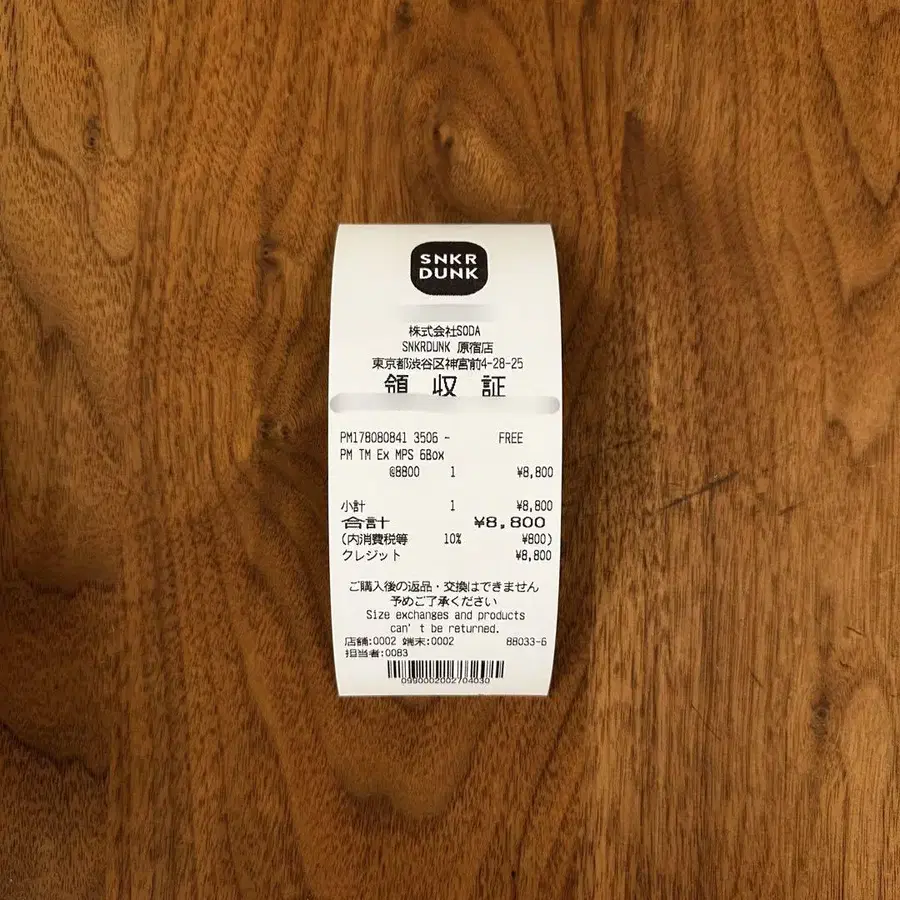 SNKR
DUNK
株式会社SODA
SNKRDUNK 原宿店
東京都渋谷区神宮前4-28-25
領 収 証
PM178080841 3506 - FREE
PM TM Ex MPS 6Box
@8800 1 ¥8,800
小計 1 ¥8,800
合計 ¥8,800
(内消費税等 10% ¥800)
クレジット ¥8,800
ご購入後の返品・交換はできません
予めご了承ください
Size exchanges and products
can't be returned.
店舗:0002 端末:0002 88033-6
担当者:0083
0990002002704030